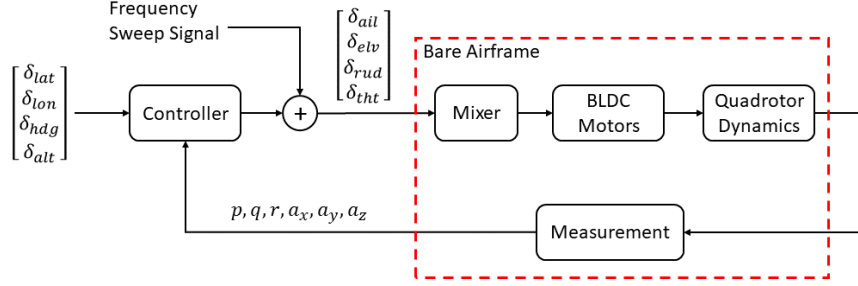 Frequency
Sweep Signal
δ_lat
δ_lon
δ_hdg
δ_alt
Controller
+
δ_ail
δ_elv
δ_rud
δ_tht
Bare Airframe
Mixer
BLDC
Motors
Quadrotor
Dynamics
p, q, r, a_x, a_y, a_z
Measurement